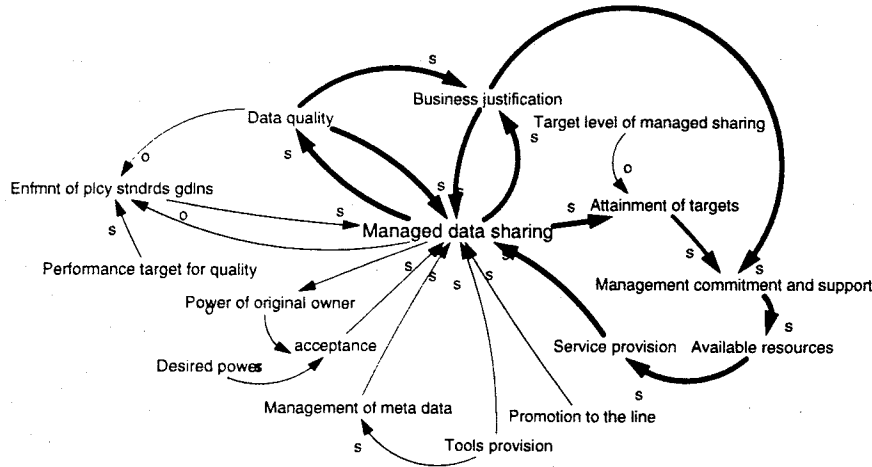 s
Business justification
Data quality
Target level of managed sharing
s
s
o
o
Enfmnt of plcy stndrds gdlns
s
s
o
s
s
Attainment of targets
s
Managed data sharing
s
s
s
Performance target for quality
s
s
s
s
s
Management commitment and support
Power of original owner
o
s
acceptance
Service provision
Available resources
Desired power
s
s
Management of meta data
Promotion to the line
s
Tools provision